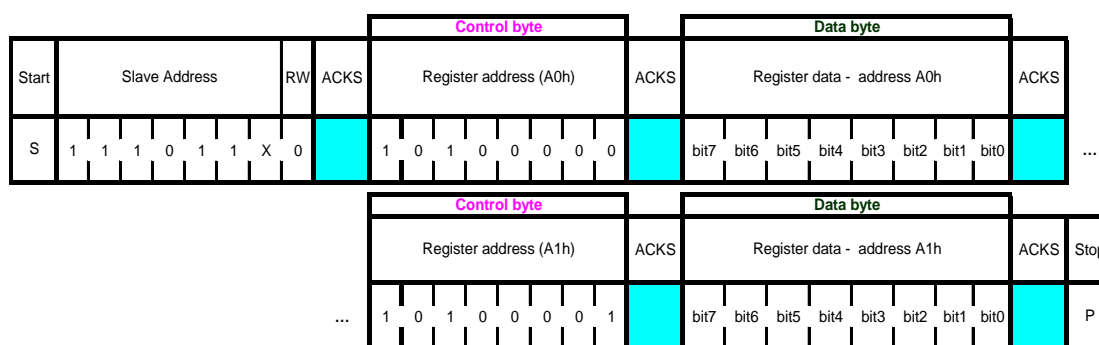 Control byte Data byte
Start Slave Address RW ACKS Register address (A0h) ACKS Register data - address A0h ACKS
S 1 1 1 0 1 1 X 0 1 0 1 0 0 0 0 0 bit7 bit6 bit5 bit4 bit3 bit2 bit1 bit0 ...
Control byte Data byte
Register address (A1h) ACKS Register data - address A1h ACKS Stop
... 1 0 1 0 0 0 0 1 bit7 bit6 bit5 bit4 bit3 bit2 bit1 bit0 P